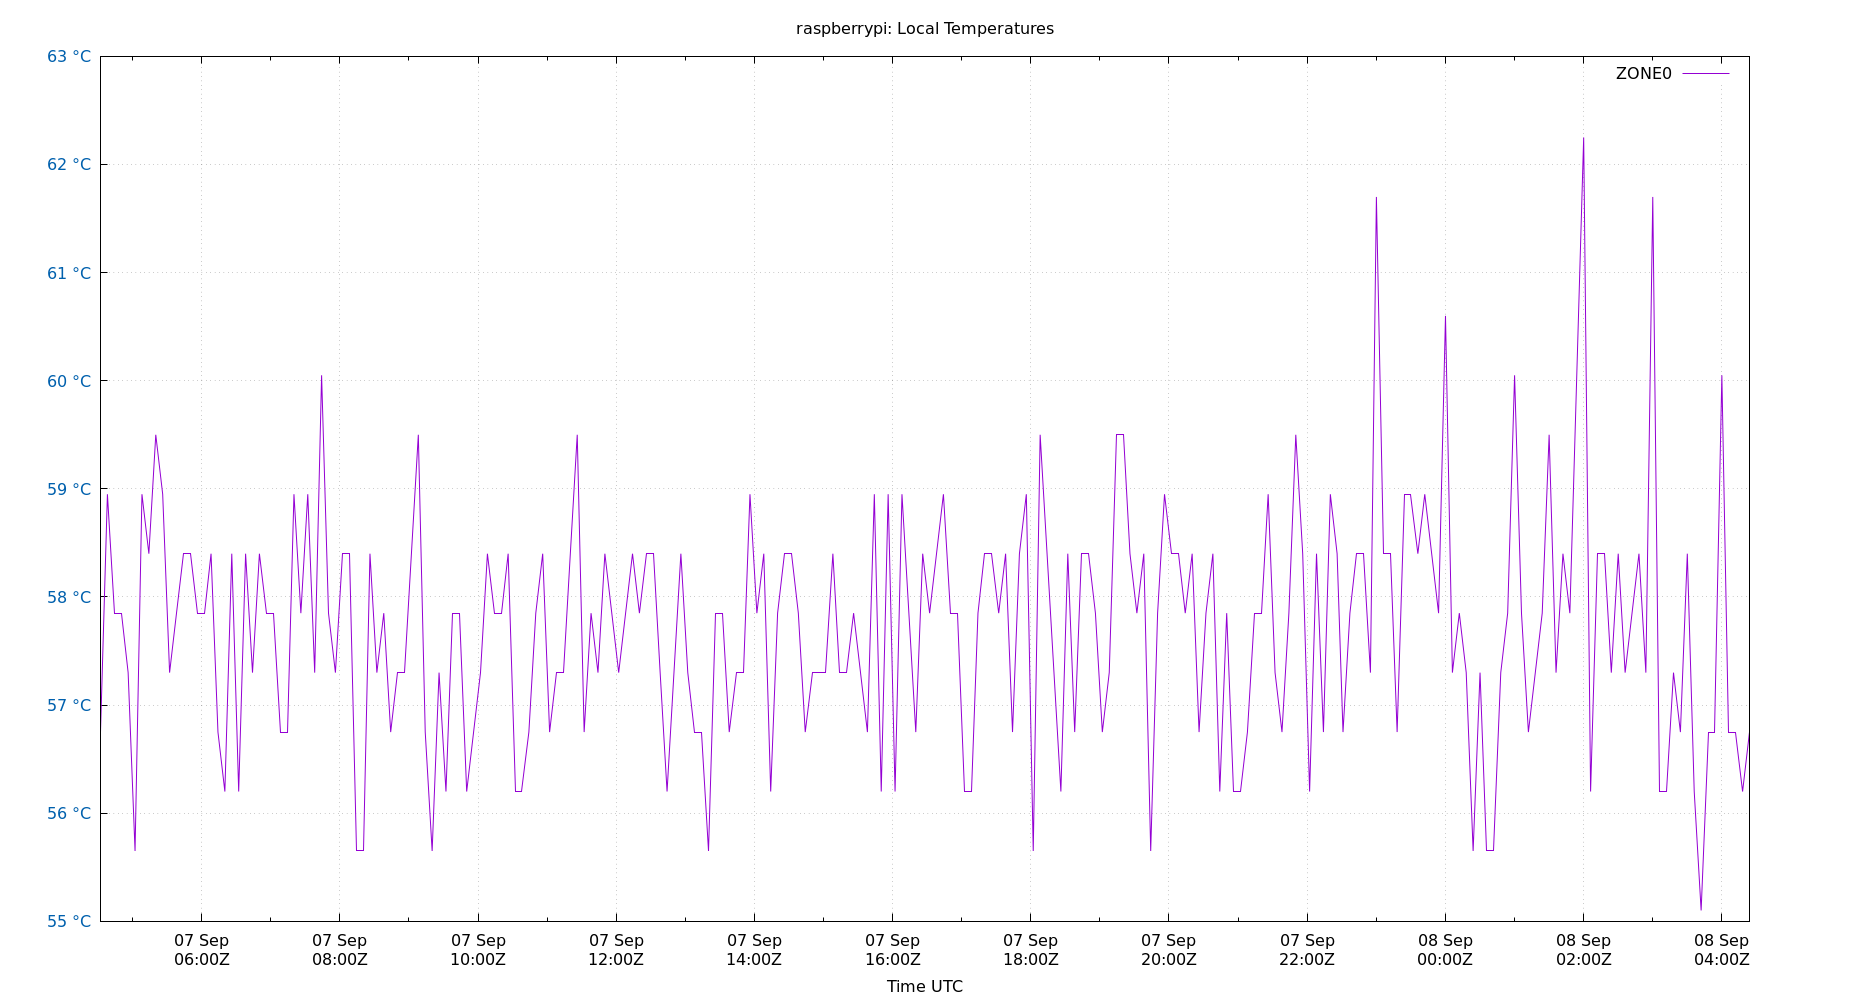 raspberrypi: Local Temperatures
63 °C
ZONE0
62 °C
61 °C
60 °C
59 °C
58 °C
57 °C
56 °C
55 °C
07 Sep 07 Sep 07 Sep 07 Sep 07 Sep 07 Sep 07 Sep 07 Sep 07 Sep 08 Sep 08 Sep 08 Sep
06:00Z 08:00Z 10:00Z 12:00Z 14:00Z 16:00Z 18:00Z 20:00Z 22:00Z 00:00Z 02:00Z 04:00Z
Time UTC